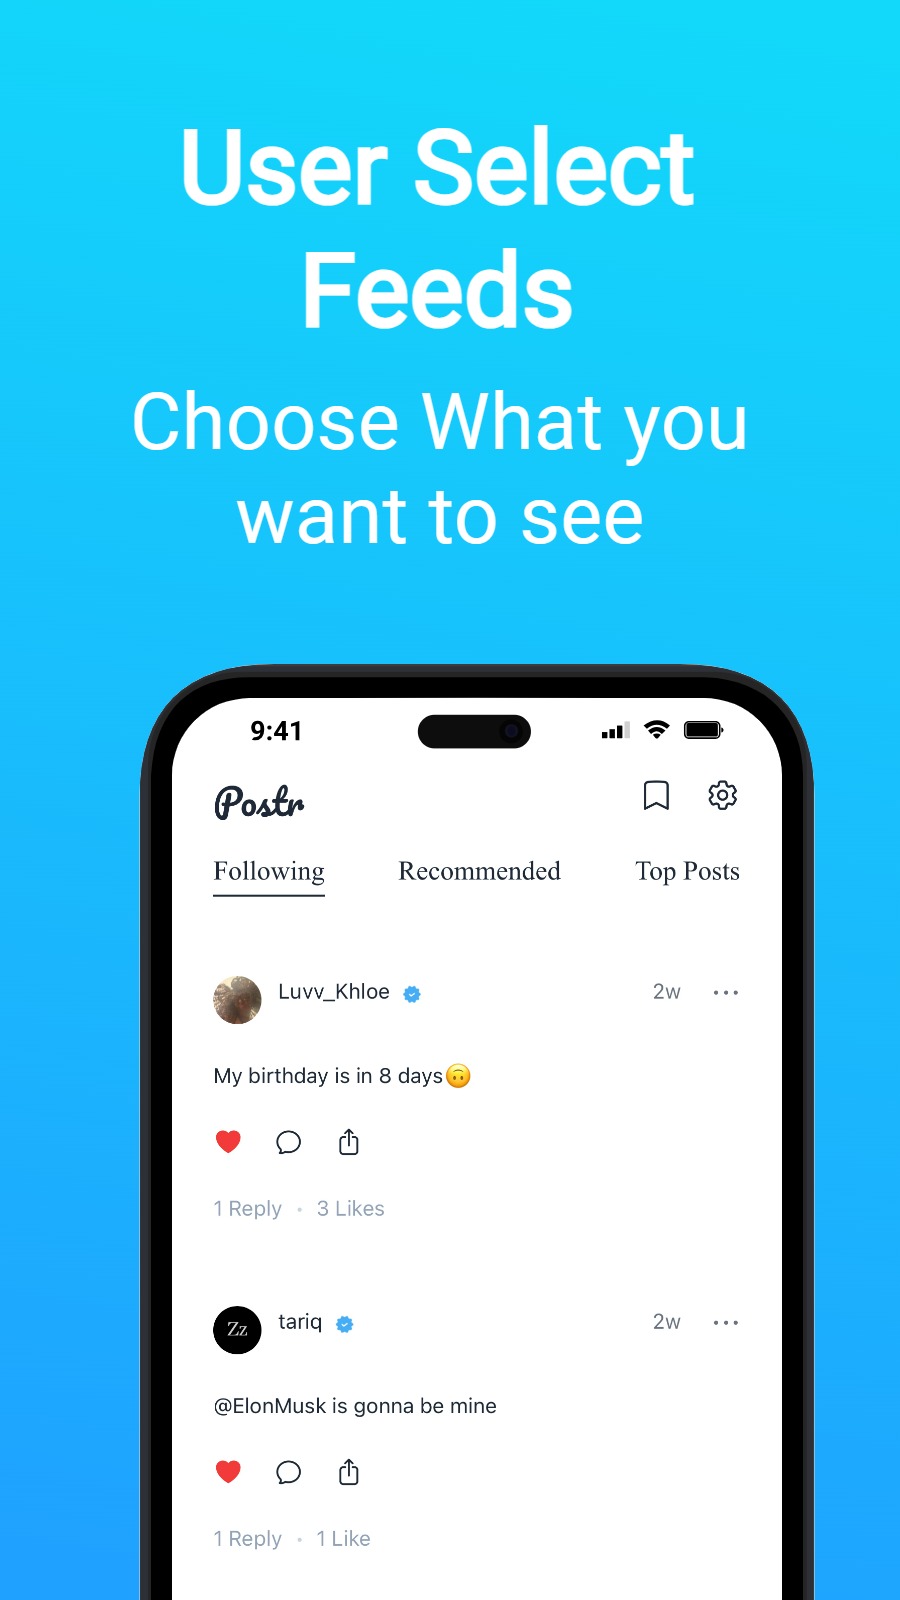 User Select
Feeds
Choose What you
want to see
9:41
Postr
Following Recommended Top Posts
Luvv_Khloe 2w
My birthday is in 8 days🙃
1 Reply • 3 Likes
Zz tariq 2w
@ElonMusk is gonna be mine
1 Reply • 1 Like